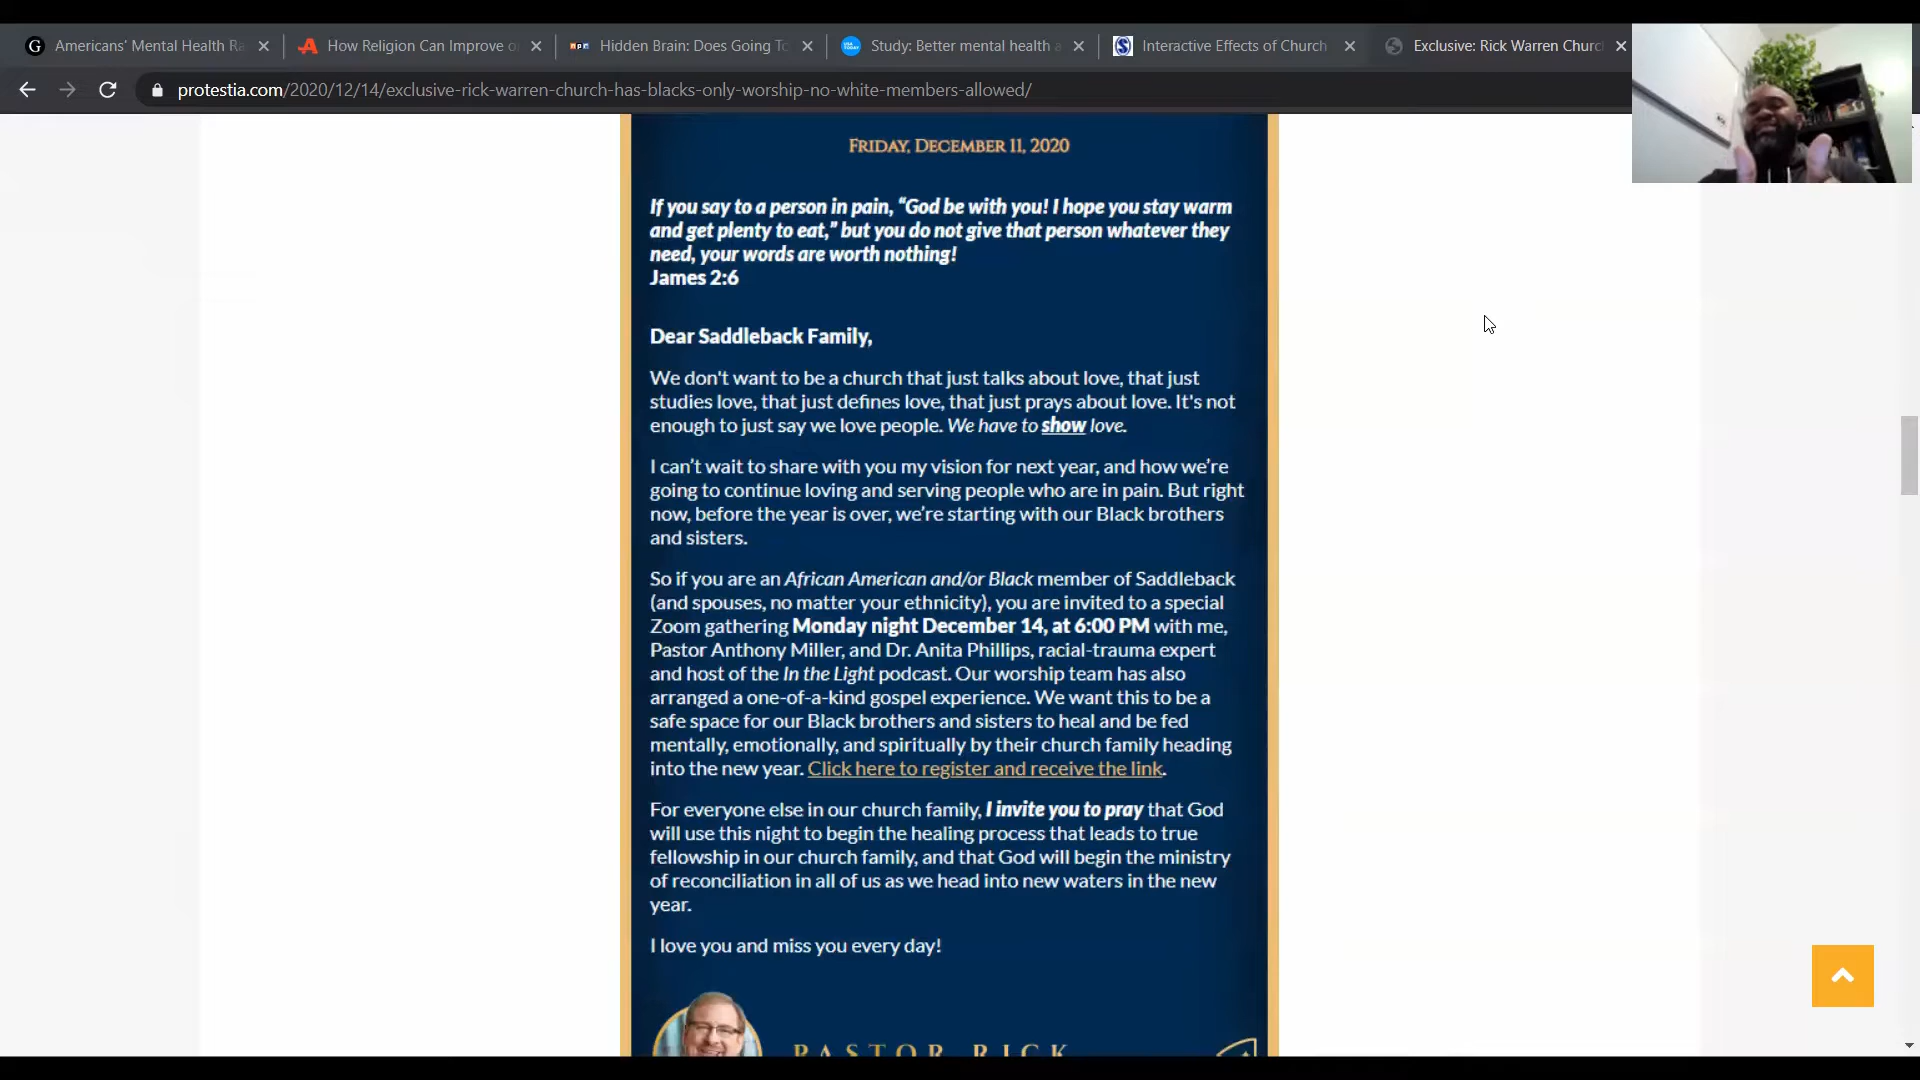 Americans' Mental Health Ra
How Religion Can Improve o
npr Hidden Brain: Does Going To
USA TODAY Study: Better mental health a
Interactive Effects of Church
Exclusive: Rick Warren Churc
protestia.com/2020/12/14/exclusive-rick-warren-church-has-blacks-only-worship-no-white-members-allowed/
FRIDAY, DECEMBER 11, 2020
If you say to a person in pain, “God be with you! I hope you stay warm
and get plenty to eat,” but you do not give that person whatever they
need, your words are worth nothing!
James 2:6
Dear Saddleback Family,
We don't want to be a church that just talks about love, that just
studies love, that just defines love, that just prays about love. It's not
enough to just say we love people. We have to show love.
I can’t wait to share with you my vision for next year, and how we’re
going to continue loving and serving people who are in pain. But right
now, before the year is over, we’re starting with our Black brothers
and sisters.
So if you are an African American and/or Black member of Saddleback
(and spouses, no matter your ethnicity), you are invited to a special
Zoom gathering Monday night December 14, at 6:00 PM with me,
Pastor Anthony Miller, and Dr. Anita Phillips, racial-trauma expert
and host of the In the Light podcast. Our worship team has also
arranged a one-of-a-kind gospel experience. We want this to be a
safe space for our Black brothers and sisters to heal and be fed
mentally, emotionally, and spiritually by their church family heading
into the new year. Click here to register and receive the link.
For everyone else in our church family, I invite you to pray that God
will use this night to begin the healing process that leads to true
fellowship in our church family, and that God will begin the ministry
of reconciliation in all of us as we head into new waters in the new
year.
I love you and miss you every day!
PASTOR RICK